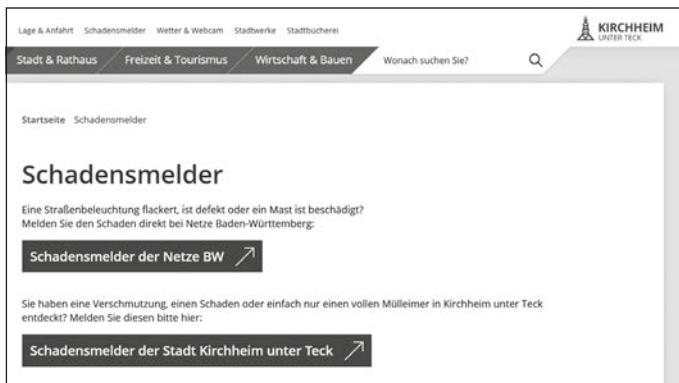 Lage & Anfahrt Schadensmelder Wetter & Webcam Stadtwerke Stadtbücherei
KIRCHHEIM
UNTER TECK
Stadt & Rathaus Freizeit & Tourismus Wirtschaft & Bauen Wonach suchen Sie?
Startseite Schadensmelder
Schadensmelder
Eine Straßenbeleuchtung flackert, ist defekt oder ein Mast ist beschädigt?
Melden Sie den Schaden direkt bei Netze Baden-Württemberg:
Schadensmelder der Netze BW
Sie haben eine Verschmutzung, einen Schaden oder einfach nur einen vollen Mülleimer in Kirchheim unter Teck
entdeckt? Melden Sie diesen bitte hier:
Schadensmelder der Stadt Kirchheim unter Teck